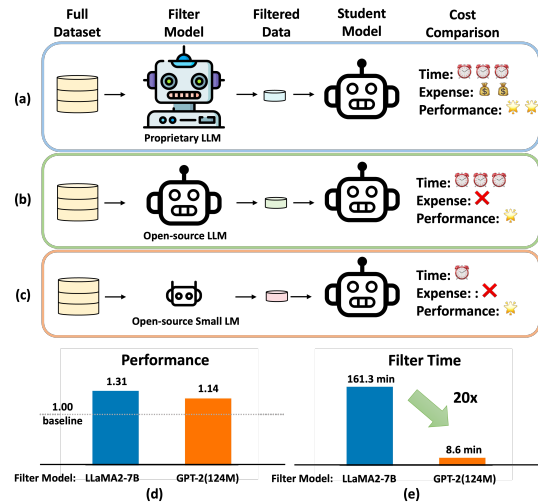 Full Dataset
Filter Model
Filtered Data
Student Model
Cost Comparison
(a)
Proprietary LLM
Time:
Expense:
Performance:
(b)
Open-source LLM
Time:
Expense:
Performance:
(c)
Open-source Small LM
Time:
Expense: :
Performance:
Performance
1.31
1.14
1.00
baseline
Filter Model: LLaMA2-7B GPT-2(124M)
(d)
Filter Time
161.3 min
20x
8.6 min
Filter Model: LLaMA2-7B GPT-2(124M)
(e)